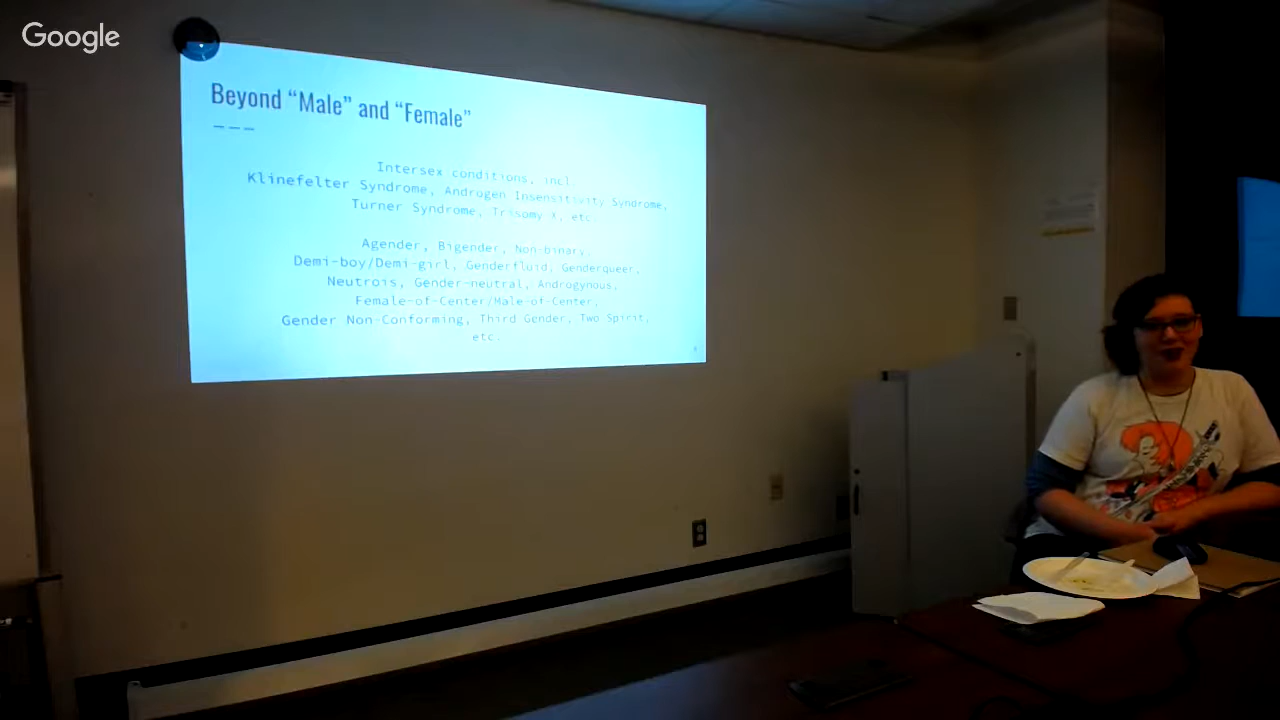 Google
Beyond “Male” and “Female”
Intersex conditions, incl.
Klinefelter Syndrome, Androgen Insensitivity Syndrome,
Turner Syndrome, Trisomy X, etc.
Agender, Bigender, Non-binary,
Demi-boy/Demi-girl, Genderfluid, Genderqueer,
Neutrois, Gender-neutral, Androgynous,
Female-of-Center/Male-of-Center,
Gender Non-Conforming, Third Gender, Two Spirit,
etc.